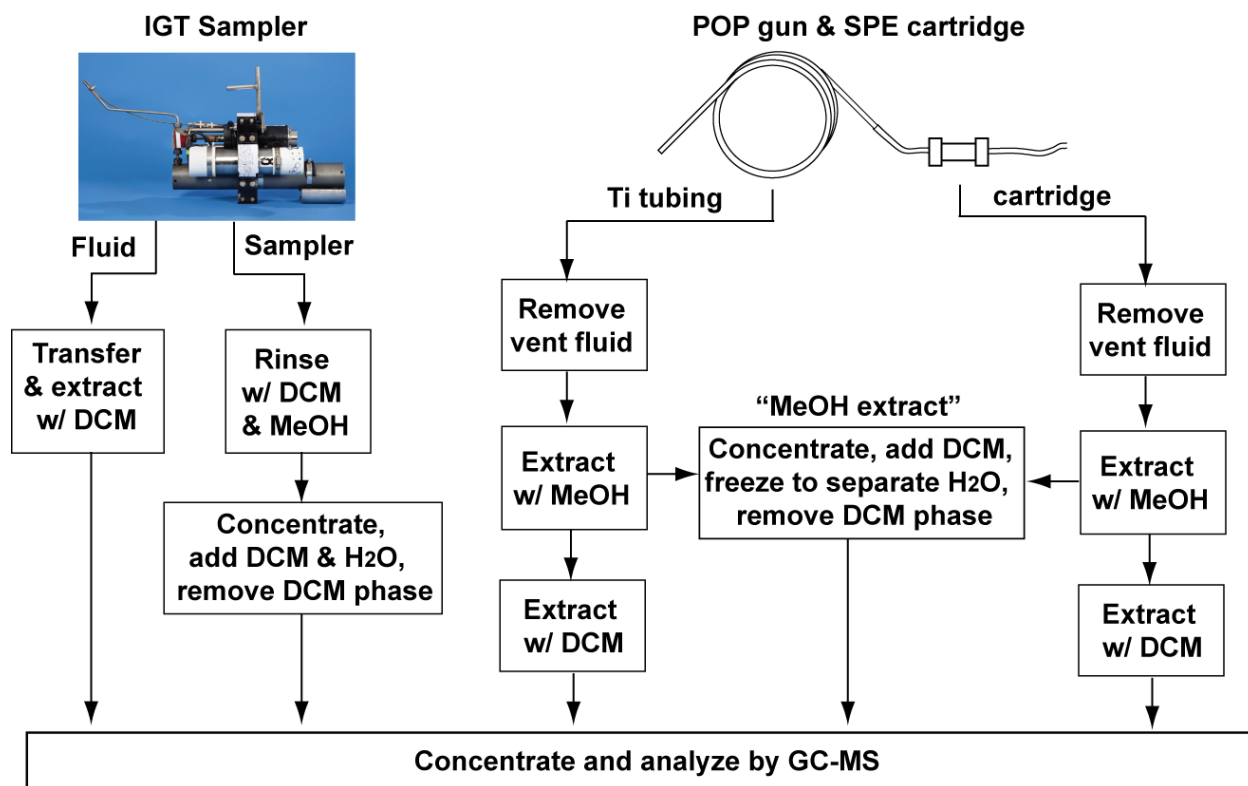 IGT Sampler
POP gun & SPE cartridge
Fluid
Sampler
Ti tubing
cartridge
Transfer
& extract
w/ DCM
Rinse
w/ DCM
& MeOH
Concentrate,
add DCM & H2O,
remove DCM phase
Remove
vent fluid
Extract
w/ MeOH
Extract
w/ DCM
“MeOH extract”
Concentrate, add DCM,
freeze to separate H2O,
remove DCM phase
Remove
vent fluid
Extract
w/ MeOH
Extract
w/ DCM
Concentrate and analyze by GC-MS